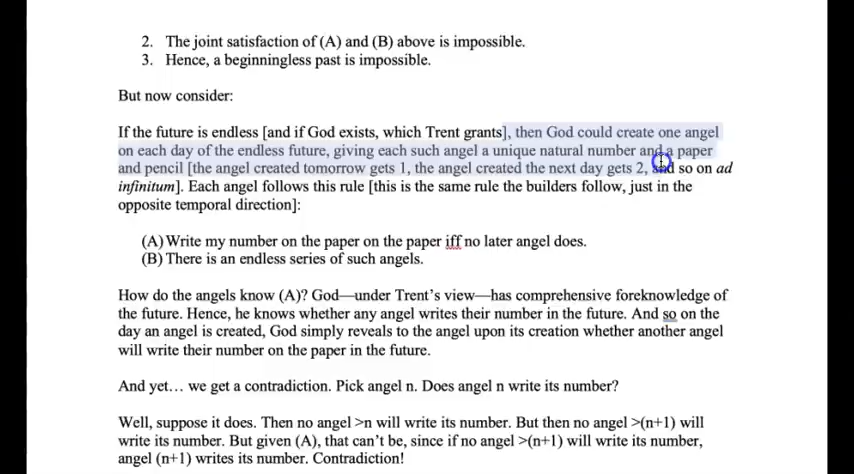 2. The joint satisfaction of (A) and (B) above is impossible.
3. Hence, a beginningless past is impossible.
But now consider:
If the future is endless [and if God exists, which Trent grants], then God could create one angel
on each day of the endless future, giving each such angel a unique natural number and a paper
and pencil [the angel created tomorrow gets 1, the angel created the next day gets 2, and so on ad
infinitum]. Each angel follows this rule [this is the same rule the builders follow, just in the
opposite temporal direction]:
(A) Write my number on the paper on the paper iff no later angel does.
(B) There is an endless series of such angels.
How do the angels know (A)? God—under Trent's view—has comprehensive foreknowledge of
the future. Hence, he knows whether any angel writes their number in the future. And so on the
day an angel is created, God simply reveals to the angel upon its creation whether another angel
will write their number on the paper in the future.
And yet… we get a contradiction. Pick angel n. Does angel n write its number?
Well, suppose it does. Then no angel >n will write its number. But then no angel >(n+1) will
write its number. But given (A), that can't be, since if no angel >(n+1) will write its number,
angel (n+1) writes its number. Contradiction!